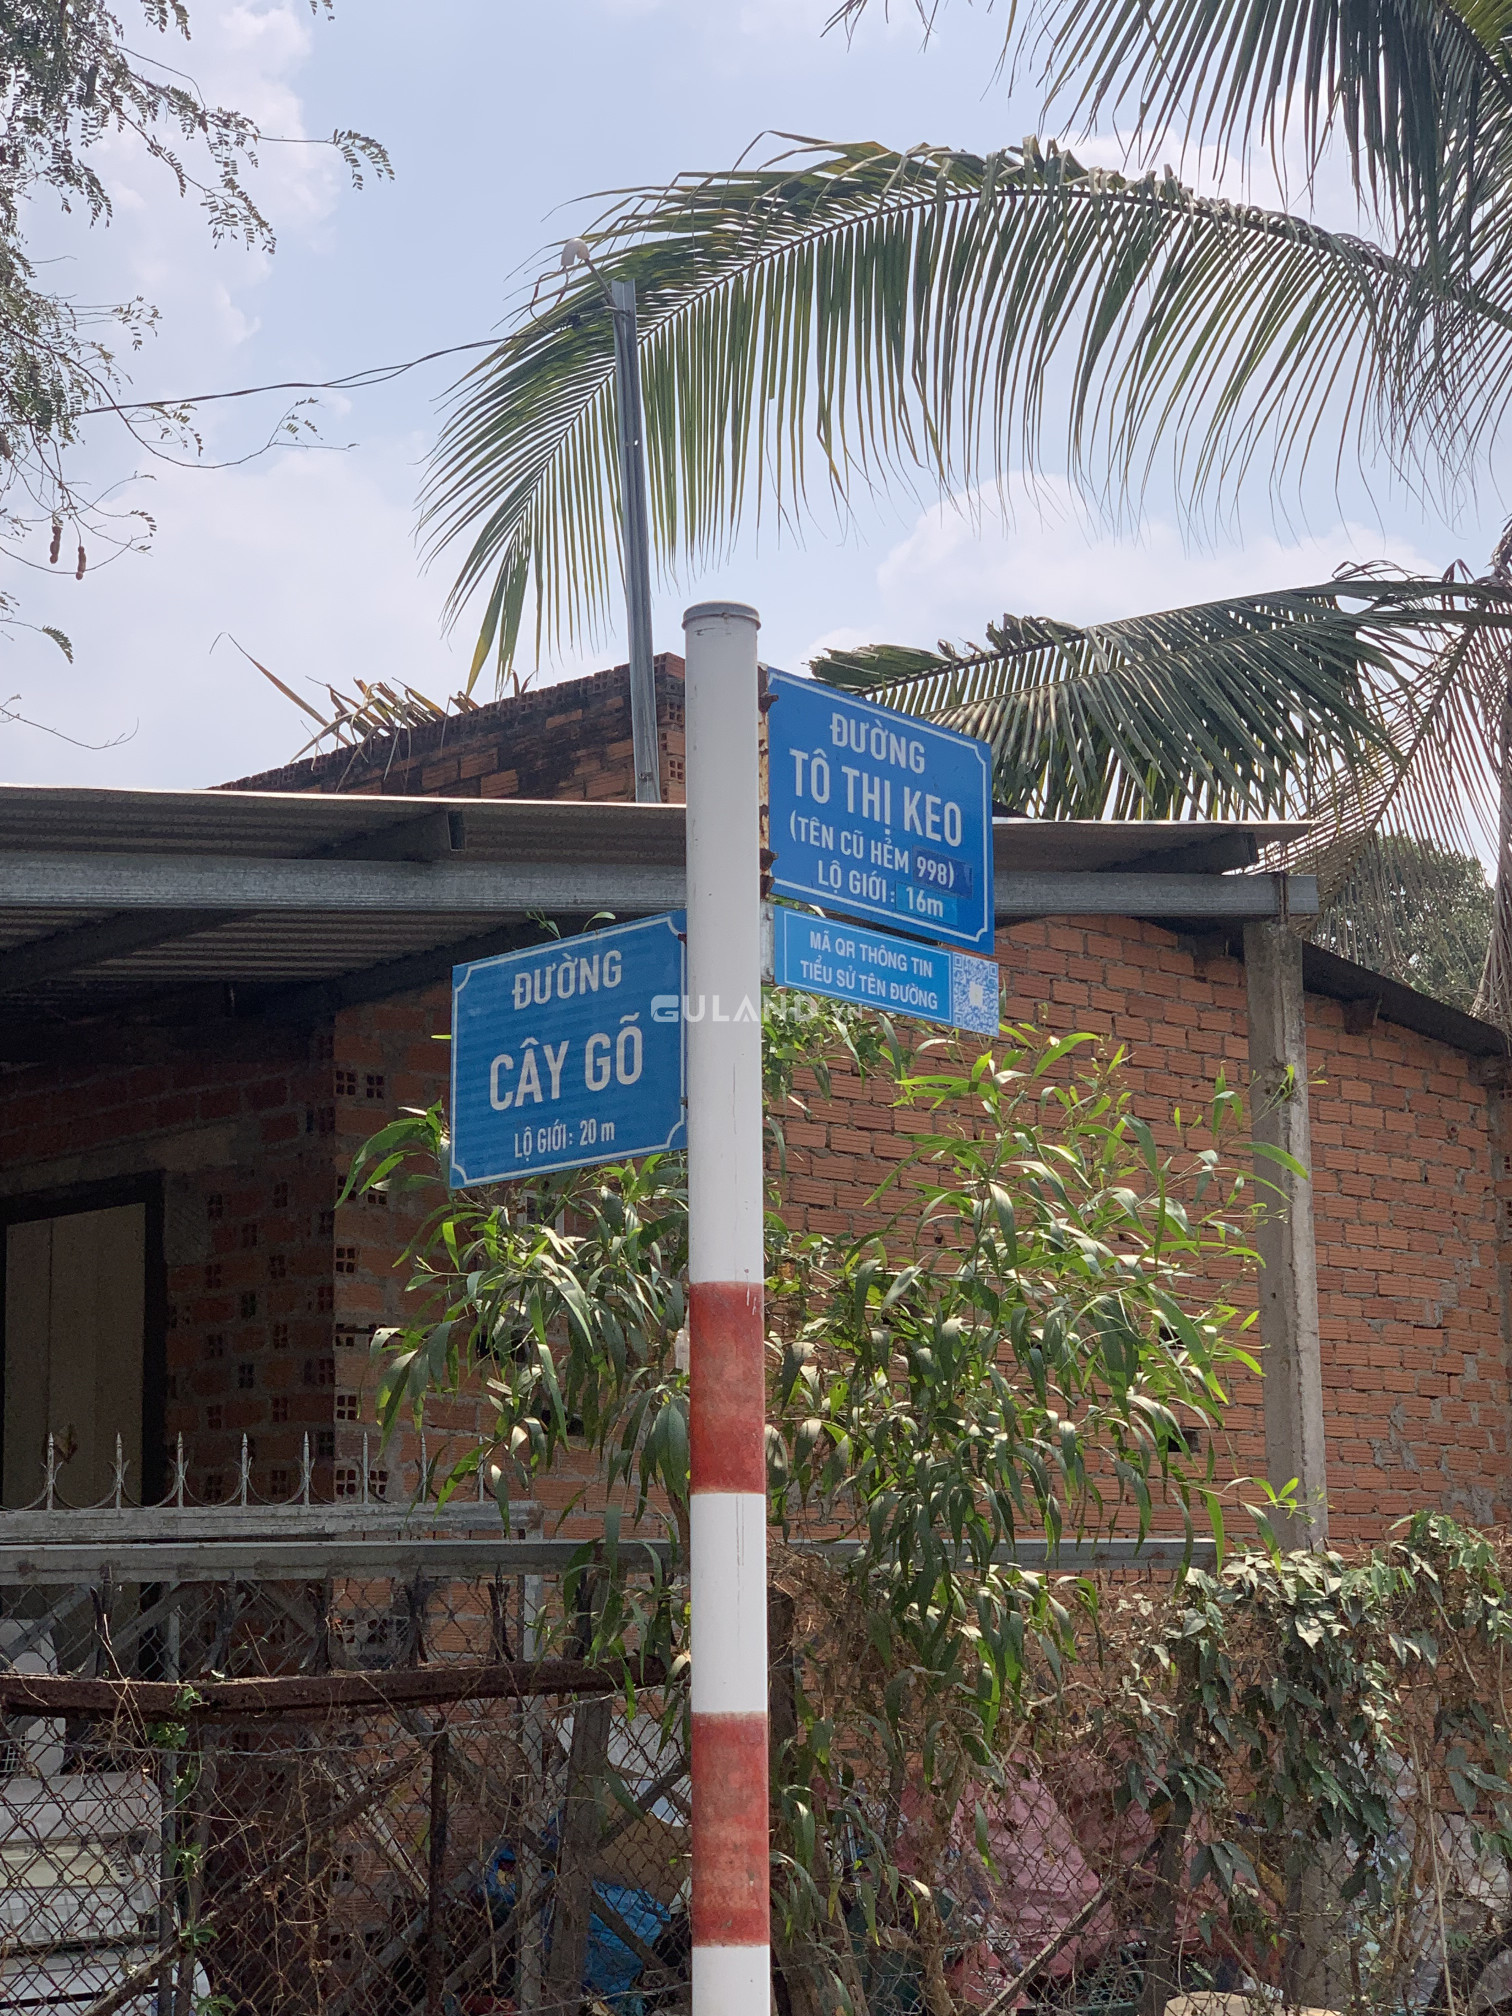 ĐƯỜNG
TÔ THỊ KEO
(TÊN CŨ HẺM 998)
LỘ GIỚI: 16m
MÃ QR THÔNG TIN
TIỂU SỬ TÊN ĐƯỜNG
ĐƯỜNG
CÂY GÕ
LỘ GIỚI: 20 m
GULAND.VN